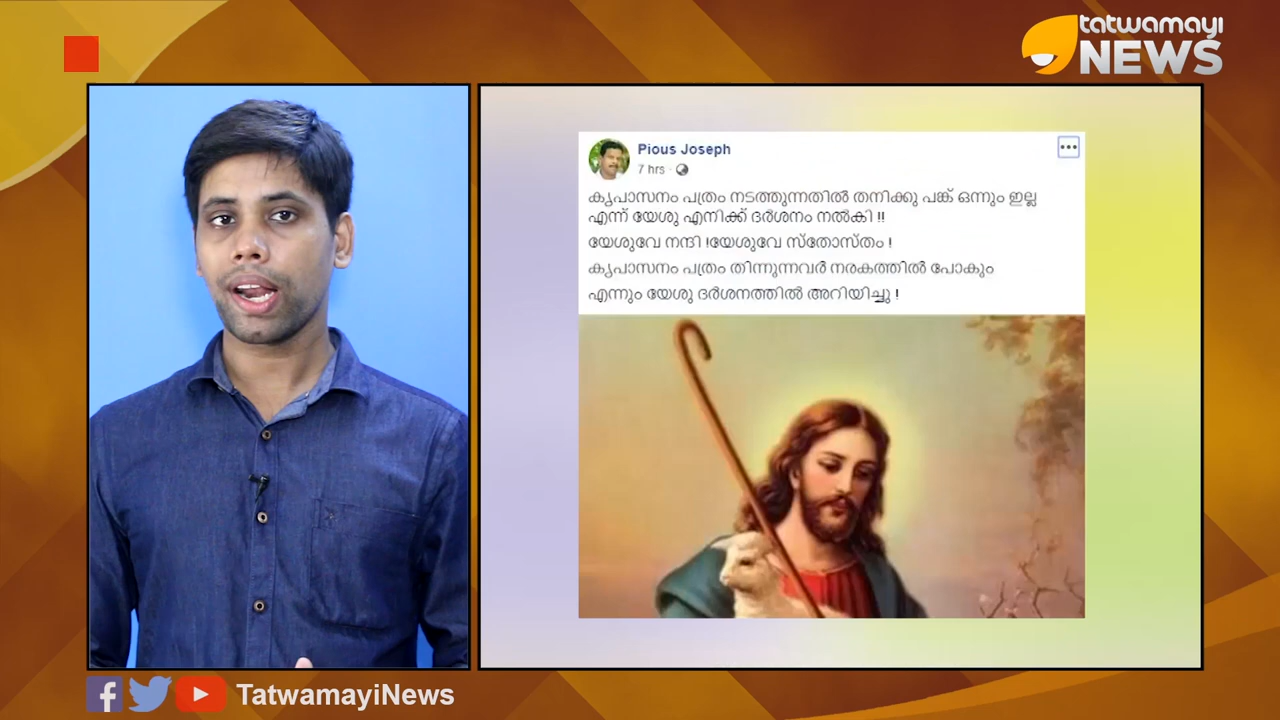 tatwamayi
NEWS
Pious Joseph
7 hrs ·
കൃപാസനം പത്രം നടത്തുന്നതിൽ തനിക്കു പങ്ക് ഒന്നും ഇല്ല
എന്ന് യേശു എനിക്ക് ദർശനം നൽകി !!
യേശുവേ നന്ദി !യേശുവേ സ്തോസ്തം !
കൃപാസനം പത്രം തിന്നുന്നവർ നരകത്തിൽ പോകും
എന്നും യേശു ദർശനത്തിൽ അറിയിച്ചു !
TatwamayiNews